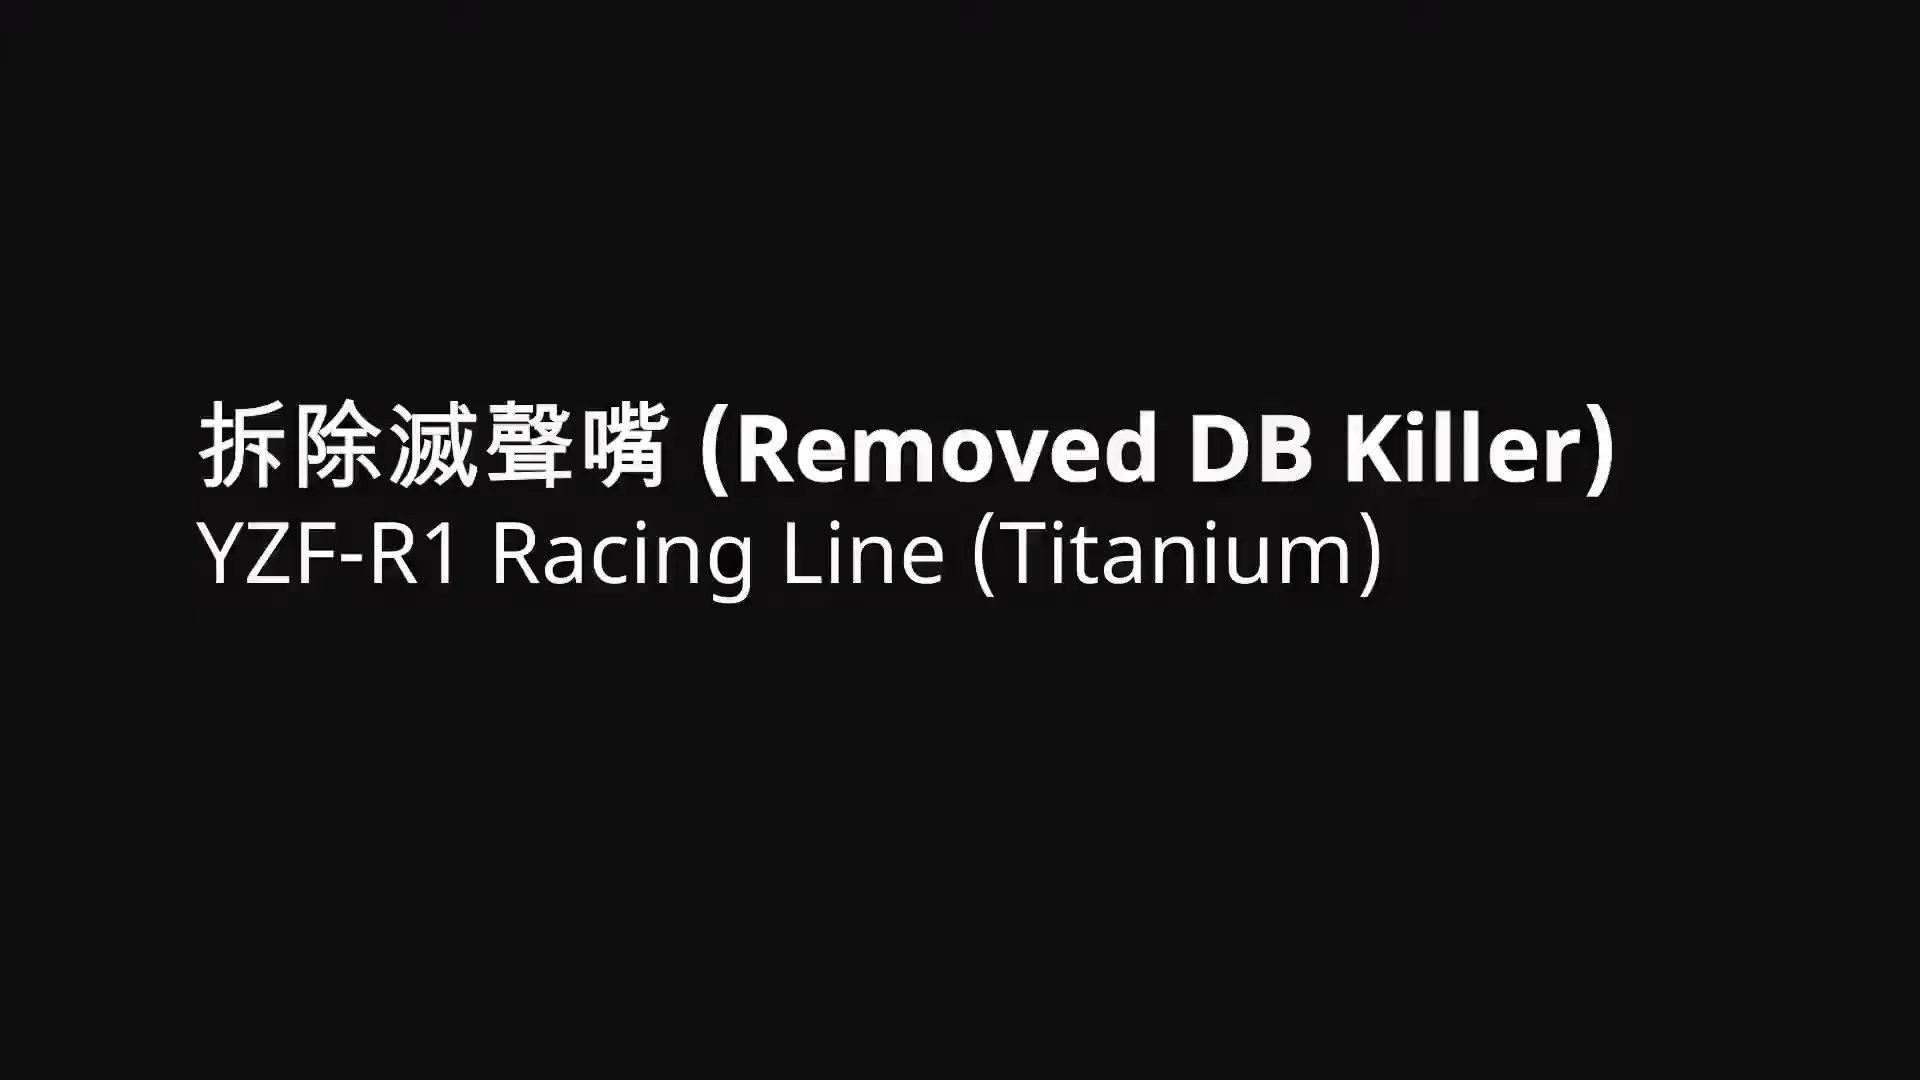 拆除滅聲嘴 (Removed DB Killer)
YZF-R1 Racing Line (Titanium)